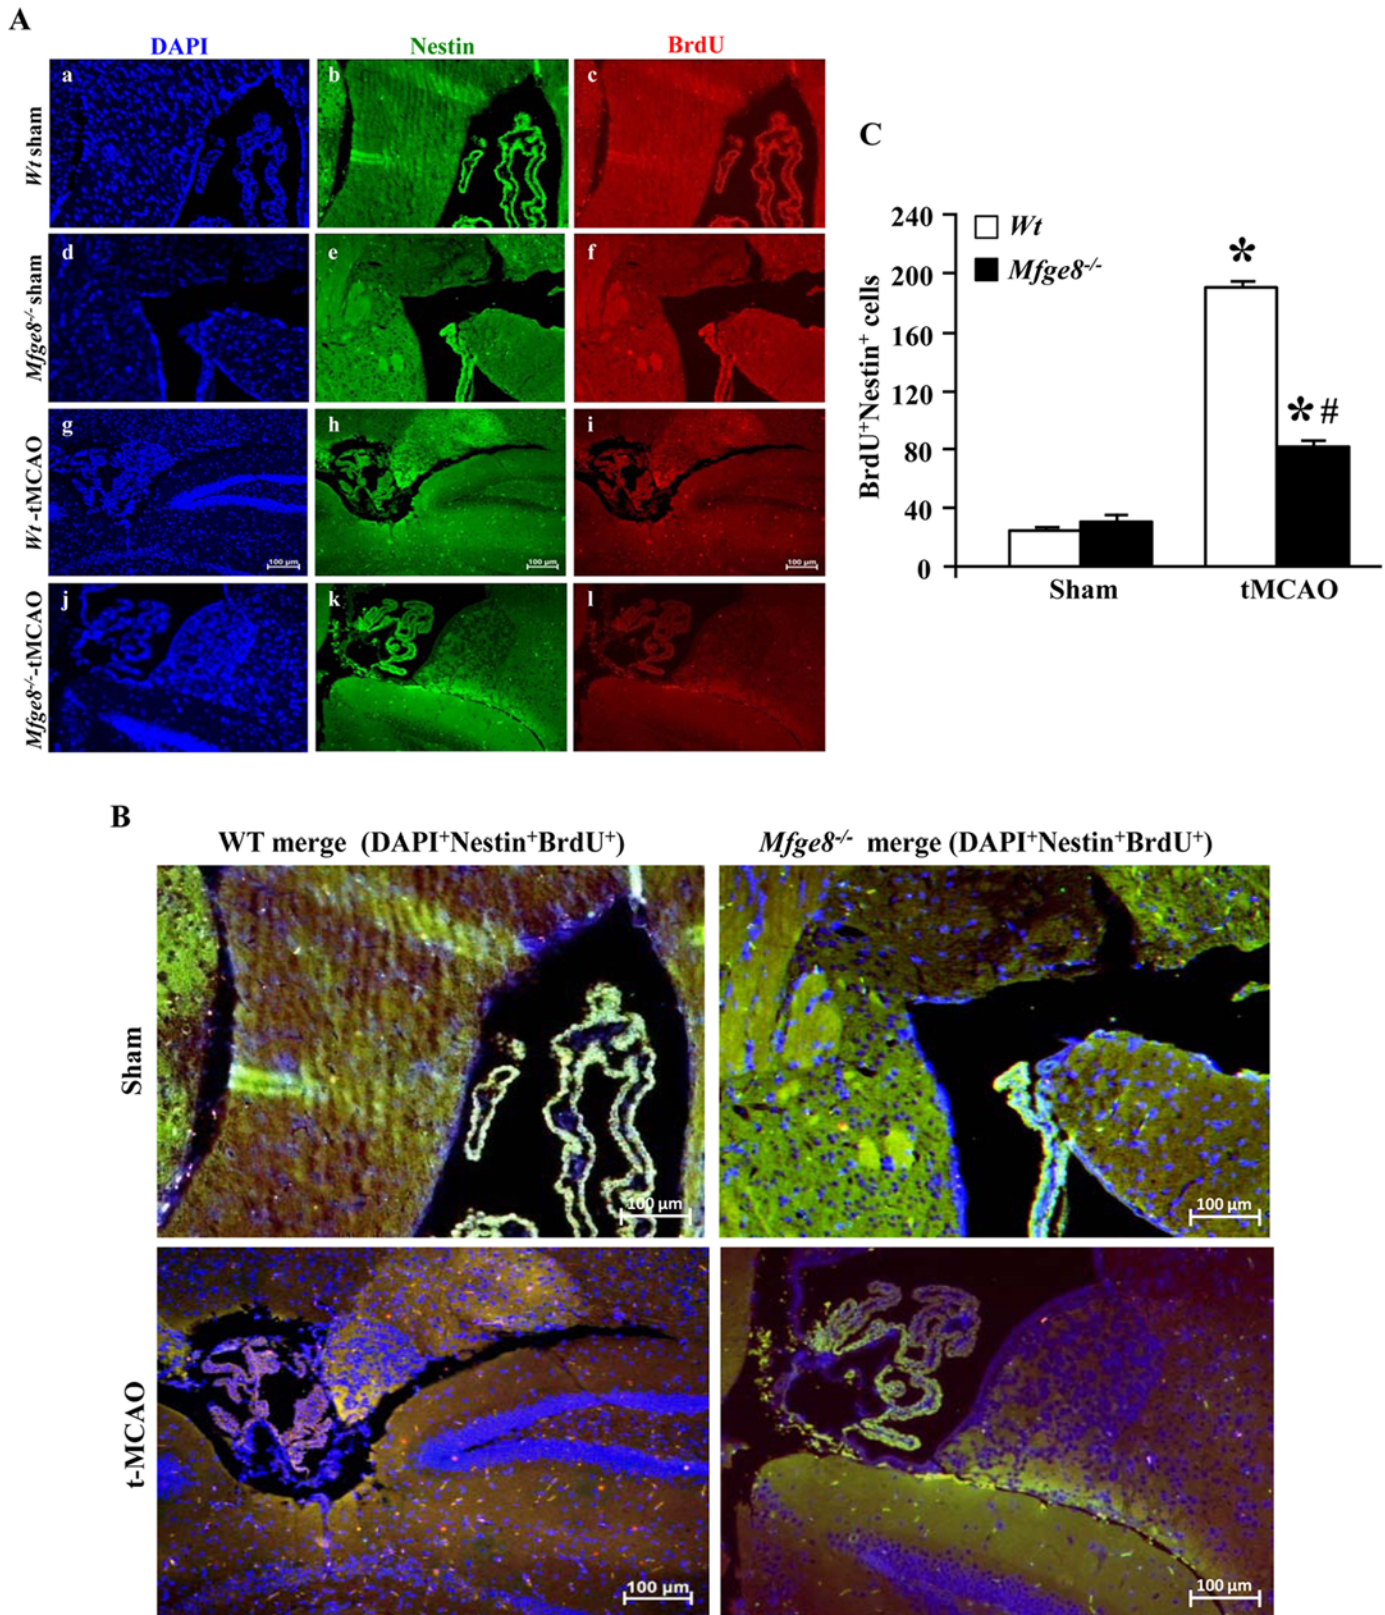 A
DAPI Nestin BrdU
Wt sham
a b c
Mfge8-/- sham
d e f
Wt -tMCAO
g h i
100 µm 100 µm 100 µm
Mfge8-/--tMCAO
j k l
C
BrdU+Nestin+ cells
240
200
160
120
80
40
0
Wt
Mfge8-/-
*
*#
Sham tMCAO
B
WT merge (DAPI+Nestin+BrdU+) Mfge8-/- merge (DAPI+Nestin+BrdU+)
Sham
100 µm 100 µm
t-MCAO
100 µm 100 µm